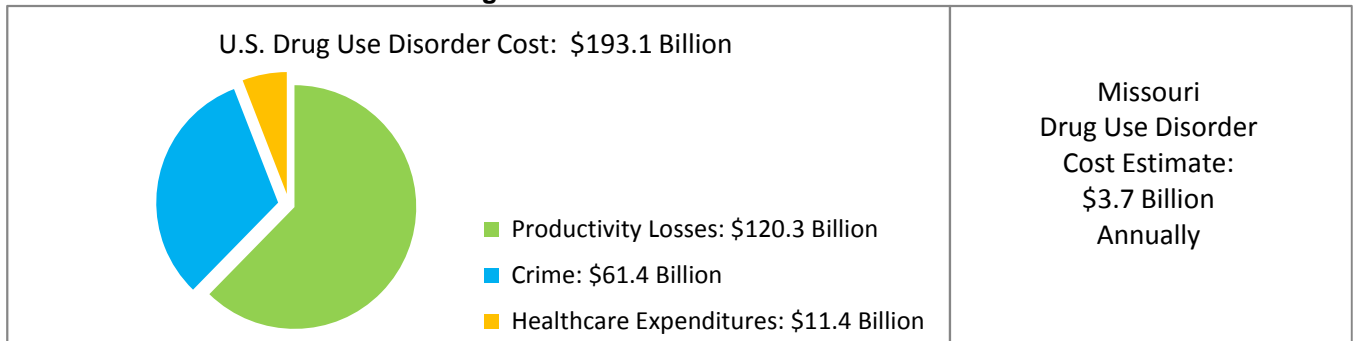 U.S. Drug Use Disorder Cost: $193.1 Billion
Productivity Losses: $120.3 Billion
Crime: $61.4 Billion
Healthcare Expenditures: $11.4 Billion
Missouri
Drug Use Disorder
Cost Estimate:
$3.7 Billion
Annually